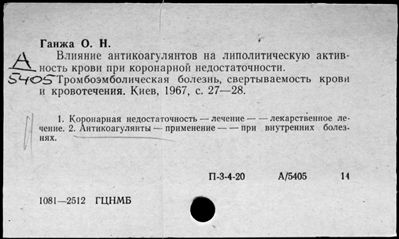 Ганжа О. Н.
Влияние антикоагулянтов на липолитическую актив-
А ность крови при коронарной недостаточности.
5405 Тромбоэмболическая болезнь, свертываемость крови
и кровотечения. Киев, 1967, с. 27—28.
1. Коронарная недостаточность — лечение — — лекарственное ле-
чение. 2. Антикоагулянты — применение — — при внутренних болез-
нях.
П-3-4-20 А/5405 14
1081—2512 ГЦНМБ